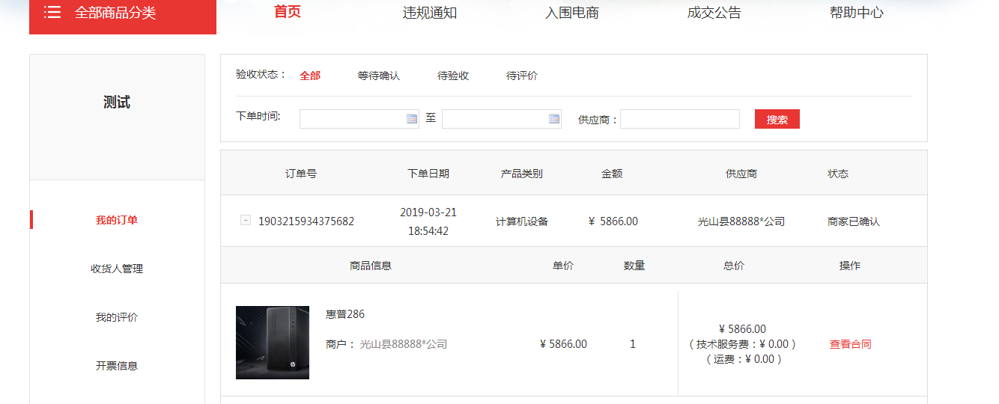 全部商品分类 首页 违规通知 入围电商 成交公告 帮助中心
测试
我的订单
收货人管理
我的评价
开票信息
验收状态： 全部 等待确认 待验收 待评价
下单时间: 至 供应商： 搜索
订单号 下单日期 产品类别 金额 供应商 状态
1903215934375682 2019-03-21 18:54:42 计算机设备 ¥ 5866.00 光山县88888*公司 商家已确认
商品信息 单价 数量 总价 操作
惠普286
商户： 光山县88888*公司 ¥ 5866.00 1
¥ 5866.00
（技术服务费：¥ 0.00 ）
（运费：¥ 0.00 ）
查看合同